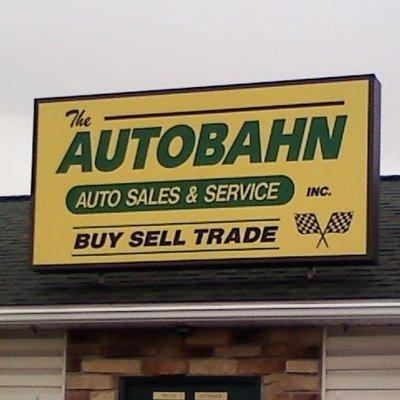 The
AUTOBAHN
AUTO SALES & SERVICE INC.
BUY SELL TRADE